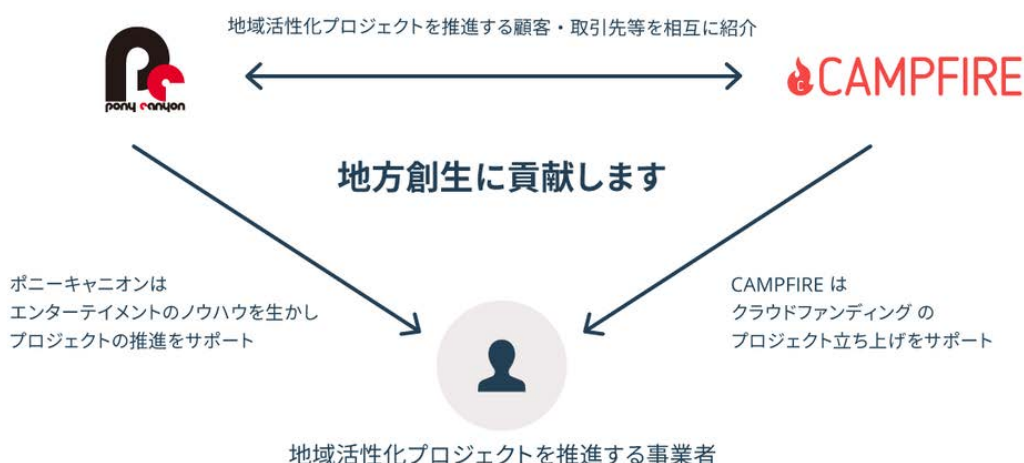 地域活性化プロジェクトを推進する顧客・取引先等を相互に紹介
pony canyon
CAMPFIRE
地方創生に貢献します
ポニーキャニオンは
エンターテイメントのノウハウを生かし
プロジェクトの推進をサポート
CAMPFIRE は
クラウドファンディング の
プロジェクト立ち上げをサポート
地域活性化プロジェクトを推進する事業者